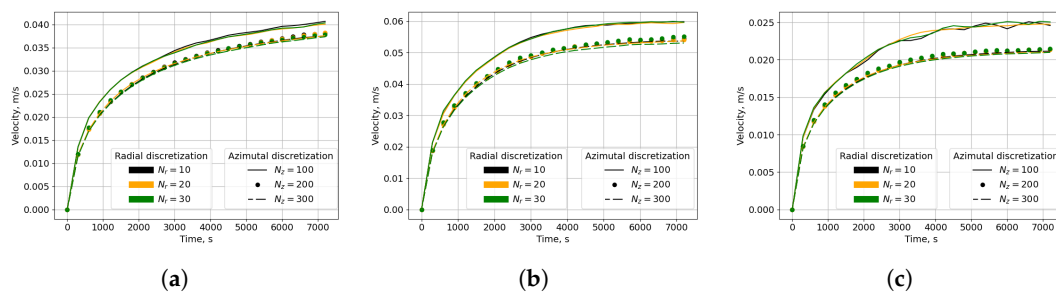 0.040
0.035
0.030
0.025
0.020
0.015
0.010
0.005
0.000
Velocity, m/s
Radial discretization
N_r = 10
N_r = 20
N_r = 30
Azimutal discretization
N_z = 100
N_z = 200
N_z = 300
0 1000 2000 3000 4000 5000 6000 7000
Time, s
(a)
0.06
0.05
0.04
0.03
0.02
0.01
0.00
Velocity, m/s
Radial discretization
N_r = 10
N_r = 20
N_r = 30
Azimutal discretization
N_z = 100
N_z = 200
N_z = 300
0 1000 2000 3000 4000 5000 6000 7000
Time, s
(b)
0.025
0.020
0.015
0.010
0.005
0.000
Velocity, m/s
Radial discretization
N_r = 10
N_r = 20
N_r = 30
Azimutal discretization
N_z = 100
N_z = 200
N_z = 300
0 1000 2000 3000 4000 5000 6000 7000
Time, s
(c)